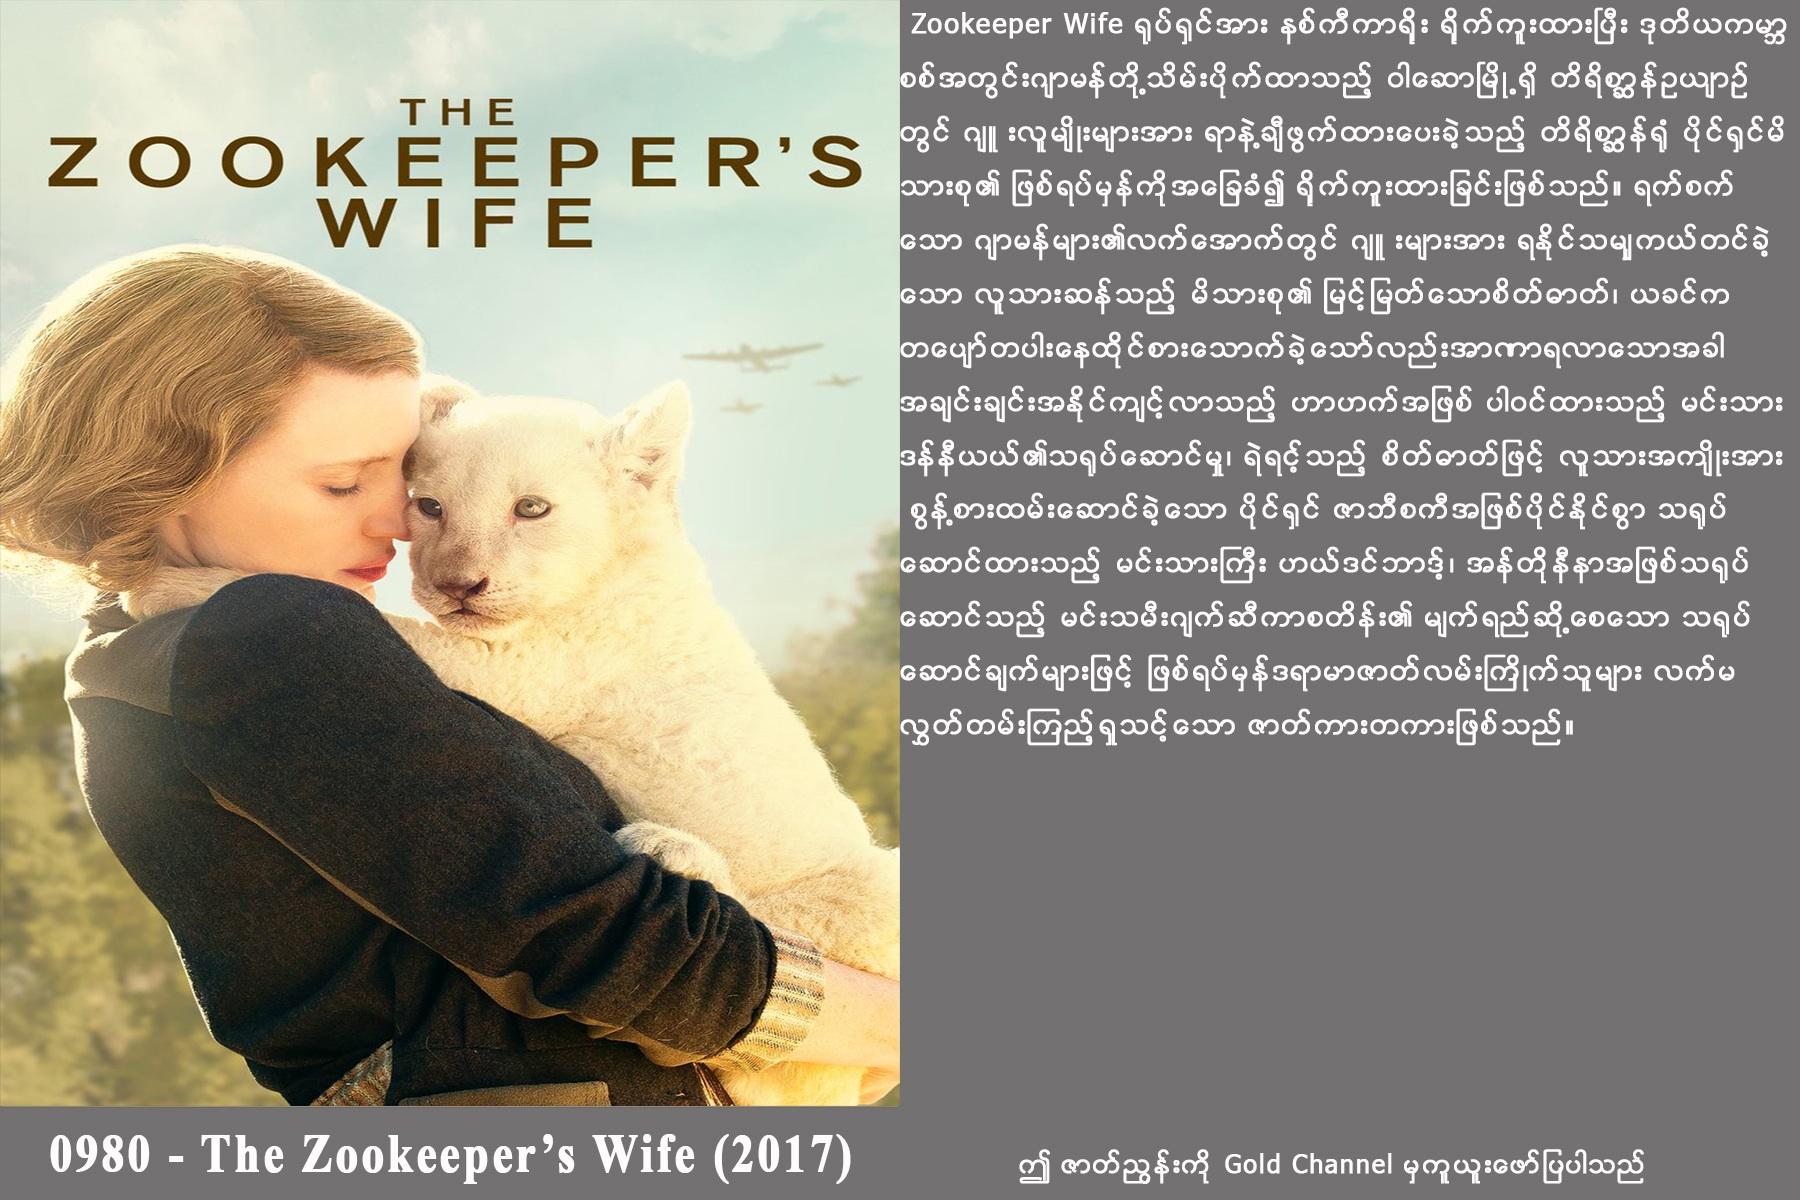 THE
ZOOKEEPER'S
WIFE
Zookeeper Wife ရုပ်ရှင်အား နစ်ကီကာရိုး ရိုက်ကူးထားပြီး ဒုတိယကမ္ဘာ
စစ်အတွင်းဂျာမန်တို့သိမ်းပိုက်ထာသည့် ဝါဆောမြို့ရှိ တိရိစ္ဆာန်ဥယျာဉ်
တွင် ဂျူးလူမျိုးများအား ရာနဲ့ချီဖွက်ထားပေးခဲ့သည့် တိရိစ္ဆာန်ရုံ ပိုင်ရှင်မိ
သားစု၏ ဖြစ်ရပ်မှန်ကိုအခြေခံ၍ ရိုက်ကူးထားခြင်းဖြစ်သည်။ ရက်စက်
သော ဂျာမန်များ၏လက်အောက်တွင် ဂျူးများအား ရနိုင်သမျှကယ်တင်ခဲ့
သော လူသားဆန်သည့် မိသားစု၏ မြင့်မြတ်သောစိတ်ဓာတ်၊ ယခင်က
တပျော်တပါးနေထိုင်စားသောက်ခဲ့သော်လည်းအာဏာရလာသောအခါ
အချင်းချင်းအနိုင်ကျင့်လာသည့် ဟာဟက်အဖြစ် ပါဝင်ထားသည့် မင်းသား
ဒန်နီယယ်၏သရုပ်ဆောင်မှု၊ ရဲရင့်သည့် စိတ်ဓာတ်ဖြင့် လူသားအကျိုးအား
စွန့်စားထမ်းဆောင်ခဲ့သော ပိုင်ရှင် ဇာဘီစကီအဖြစ်ပိုင်နိုင်စွာ သရုပ်
ဆောင်ထားသည့် မင်းသားကြီး ဟယ်ဒင်ဘာဒ့်၊ အန်တိုနီနာအဖြစ်သရုပ်
ဆောင်သည့် မင်းသမီးဂျက်ဆီကာစတိန်း၏ မျက်ရည်ဆို့စေသော သရုပ်
ဆောင်ချက်များဖြင့် ဖြစ်ရပ်မှန်ဒရာမာဇာတ်လမ်းကြိုက်သူများ လက်မ
လွှတ်တမ်းကြည့်ရှုသင့်သော ဇာတ်ကားတကားဖြစ်သည်။
0980 - The Zookeeper's Wife (2017)
ဤ ဇာတ်ညွှန်းကို Gold Channel မှကူယူးဖော်ပြပါသည်